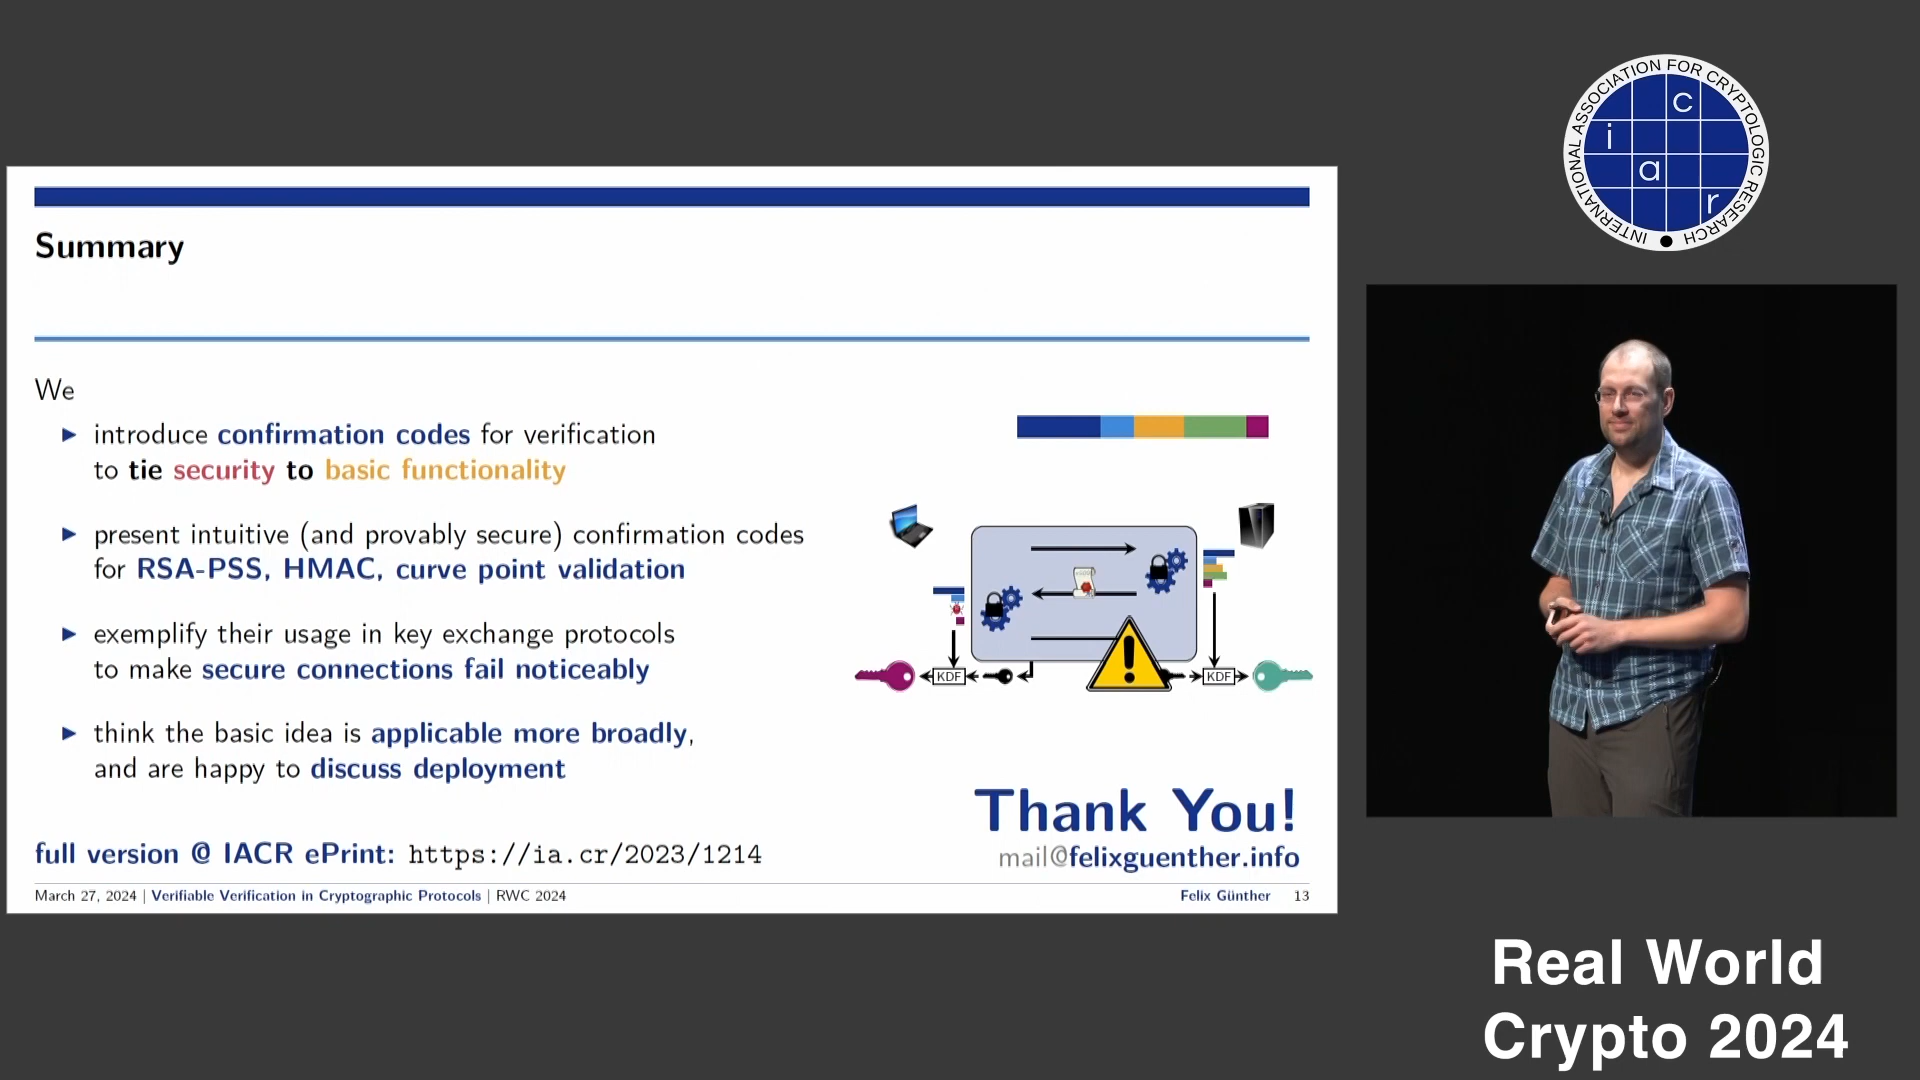 INTERNATIONAL ASSOCIATION FOR CRYPTOLOGIC RESEARCH
i a c r
Summary
We
introduce confirmation codes for verification
to tie security to basic functionality
present intuitive (and provably secure) confirmation codes
for RSA-PSS, HMAC, curve point validation
exemplify their usage in key exchange protocols
to make secure connections fail noticeably
think the basic idea is applicable more broadly,
and are happy to discuss deployment
KDF
KDF
Thank You!
mail@felixguenther.info
full version @ IACR ePrint: https://ia.cr/2023/1214
March 27, 2024 | Verifiable Verification in Cryptographic Protocols | RWC 2024
Felix Günther 13
Real World
Crypto 2024